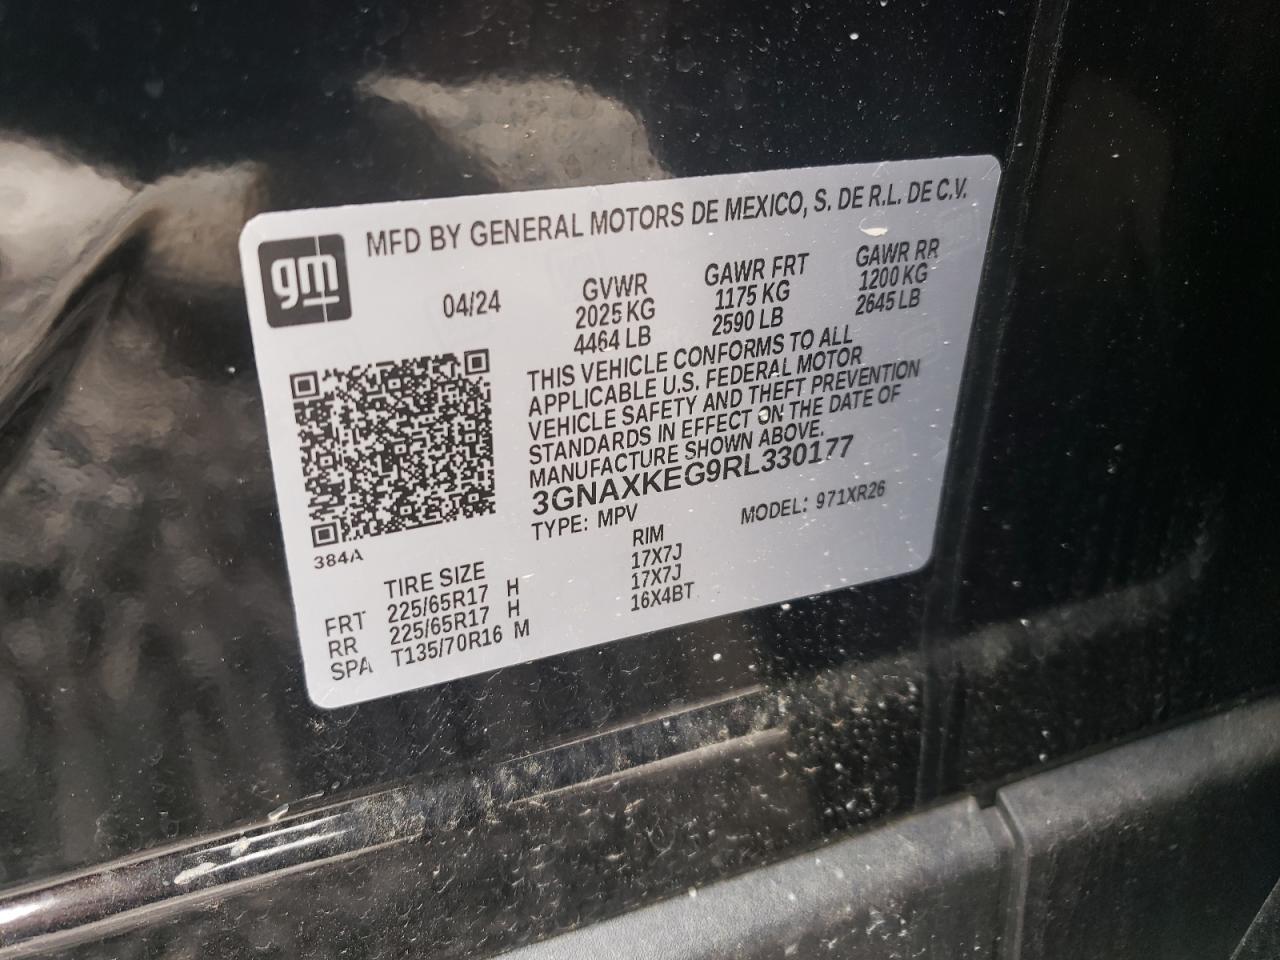 gm
MFD BY GENERAL MOTORS DE MEXICO, S. DE R.L. DE C.V.
04/24
GVWR
2025 KG
4464 LB
GAWR FRT
1175 KG
2590 LB
GAWR RR
1200 KG
2645 LB
THIS VEHICLE CONFORMS TO ALL
APPLICABLE U.S. FEDERAL MOTOR
VEHICLE SAFETY AND THEFT PREVENTION
STANDARDS IN EFFECT ON THE DATE OF
MANUFACTURE SHOWN ABOVE.
3GNAXKEG9RL330177
TYPE: MPV MODEL: 971XR26
384A
TIRE SIZE RIM
FRT 225/65R17 H 17X7J
RR 225/65R17 H 17X7J
SPA T135/70R16 M 16X4BT